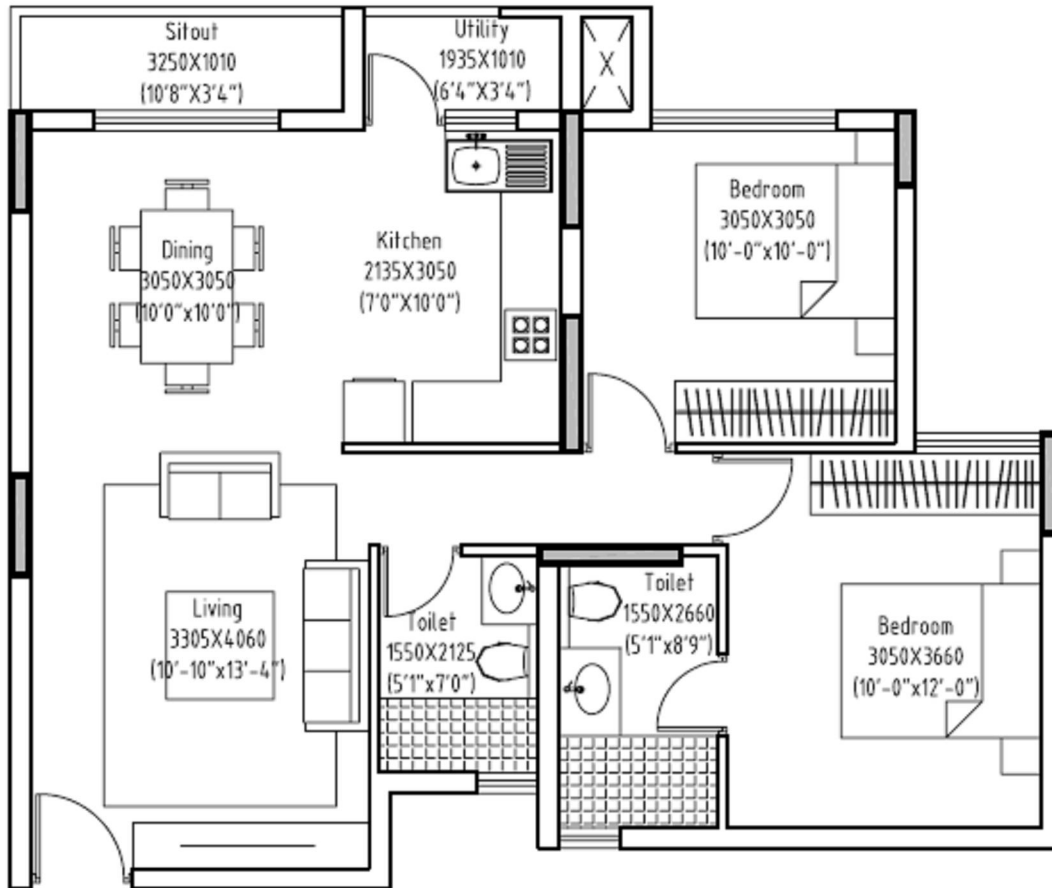 Sitout
3250X1010
(10'8"X3'4")
Utility
1935X1010
(6'4"X3'4")
X
Bedroom
3050X3050
(10'-0"x10'-0")
Dining
3050X3050
(10'0"x10'0")
Kitchen
2135X3050
(7'0"X10'0")
Living
3305X4060
(10'-10"x13'-4")
Toilet
1550X2125
(5'1"x7'0")
Toilet
1550X2660
(5'1"x8'9")
Bedroom
3050X3660
(10'-0"x12'-0")